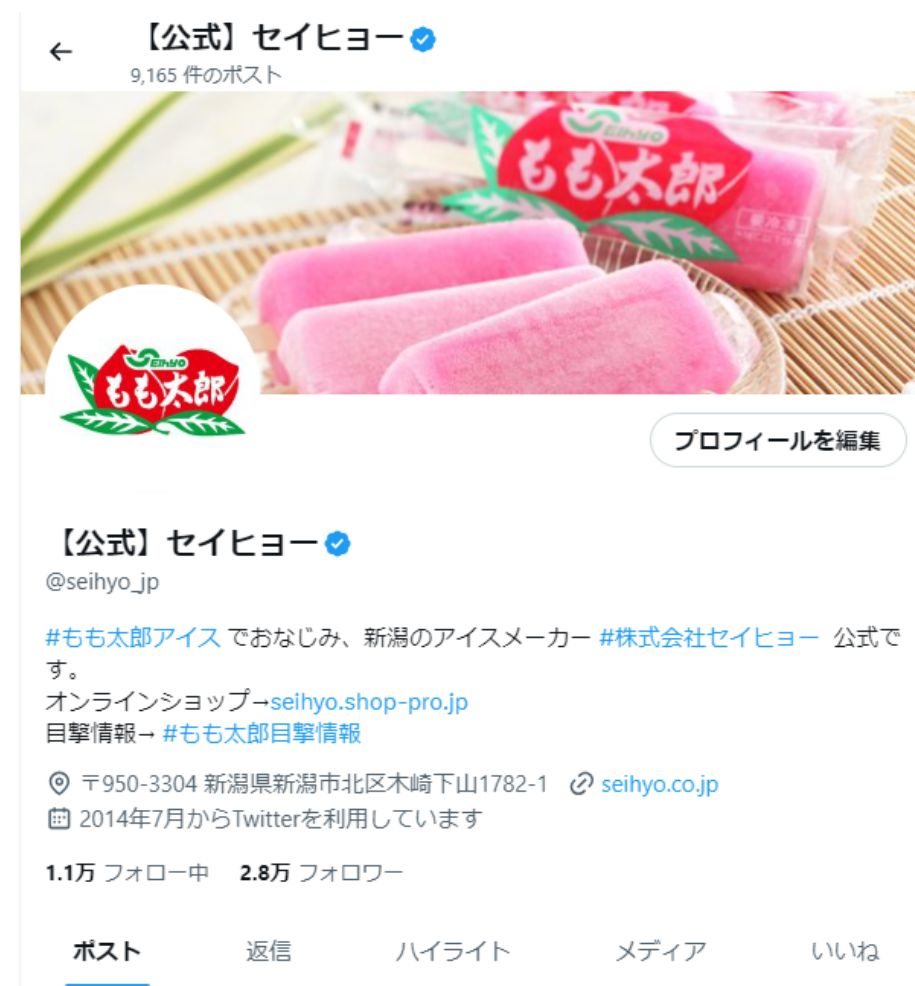 【公式】セイヒョー
9,165 件のポスト
SEIHYO
もも太郎
SEIHYO
もも太郎
プロフィールを編集
【公式】セイヒョー
@seihyo_jp
#もも太郎アイス でおなじみ、新潟のアイスメーカー #株式会社セイヒョー 公式で
す。
オンラインショップ→seihyo.shop-pro.jp
目撃情報→ #もも太郎目撃情報
〒950-3304 新潟県新潟市北区木崎下山1782-1 seihyo.co.jp
2014年7月からTwitterを利用しています
1.1万 フォロー中 2.8万 フォロワー
ポスト 返信 ハイライト メディア いいね